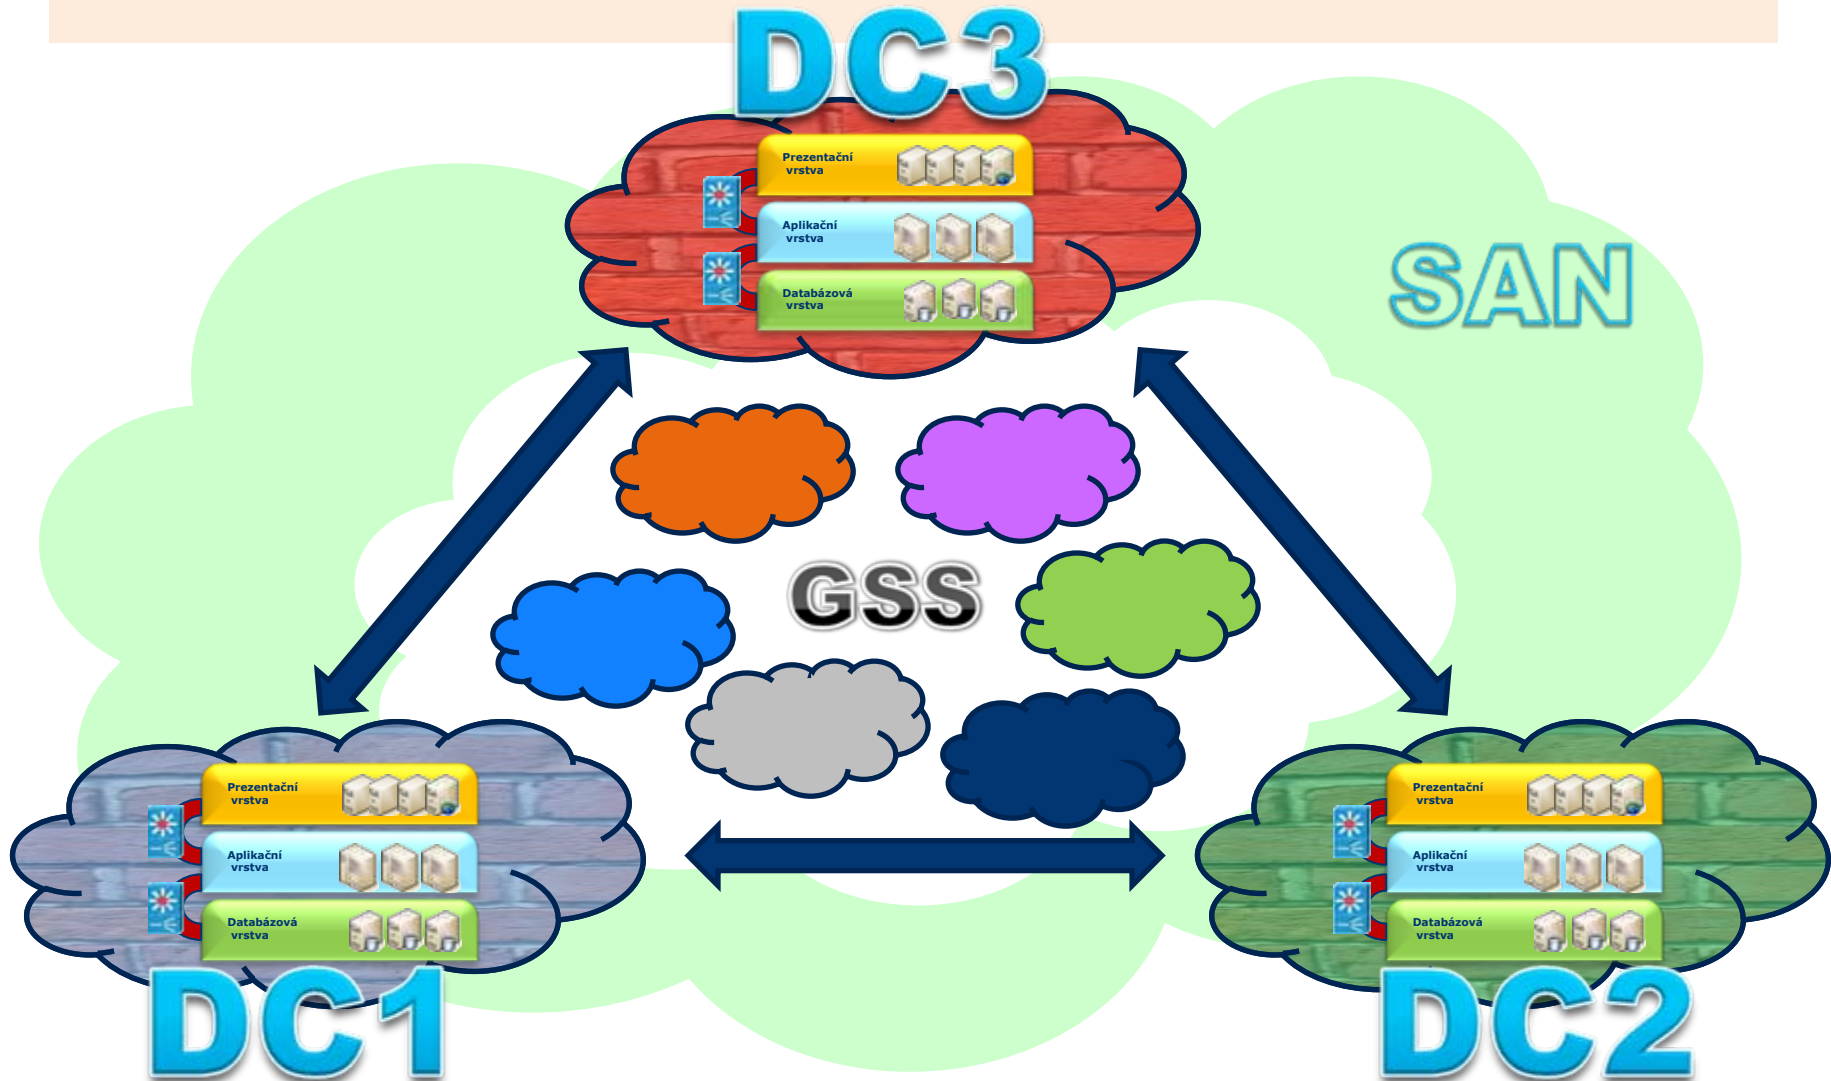 DC3
Prezentační
vrstva
Aplikační
vrstva
Databázová
vrstva
SAN
GSS
Prezentační
vrstva
Aplikační
vrstva
Databázová
vrstva
DC1
Prezentační
vrstva
Aplikační
vrstva
Databázová
vrstva
DC2